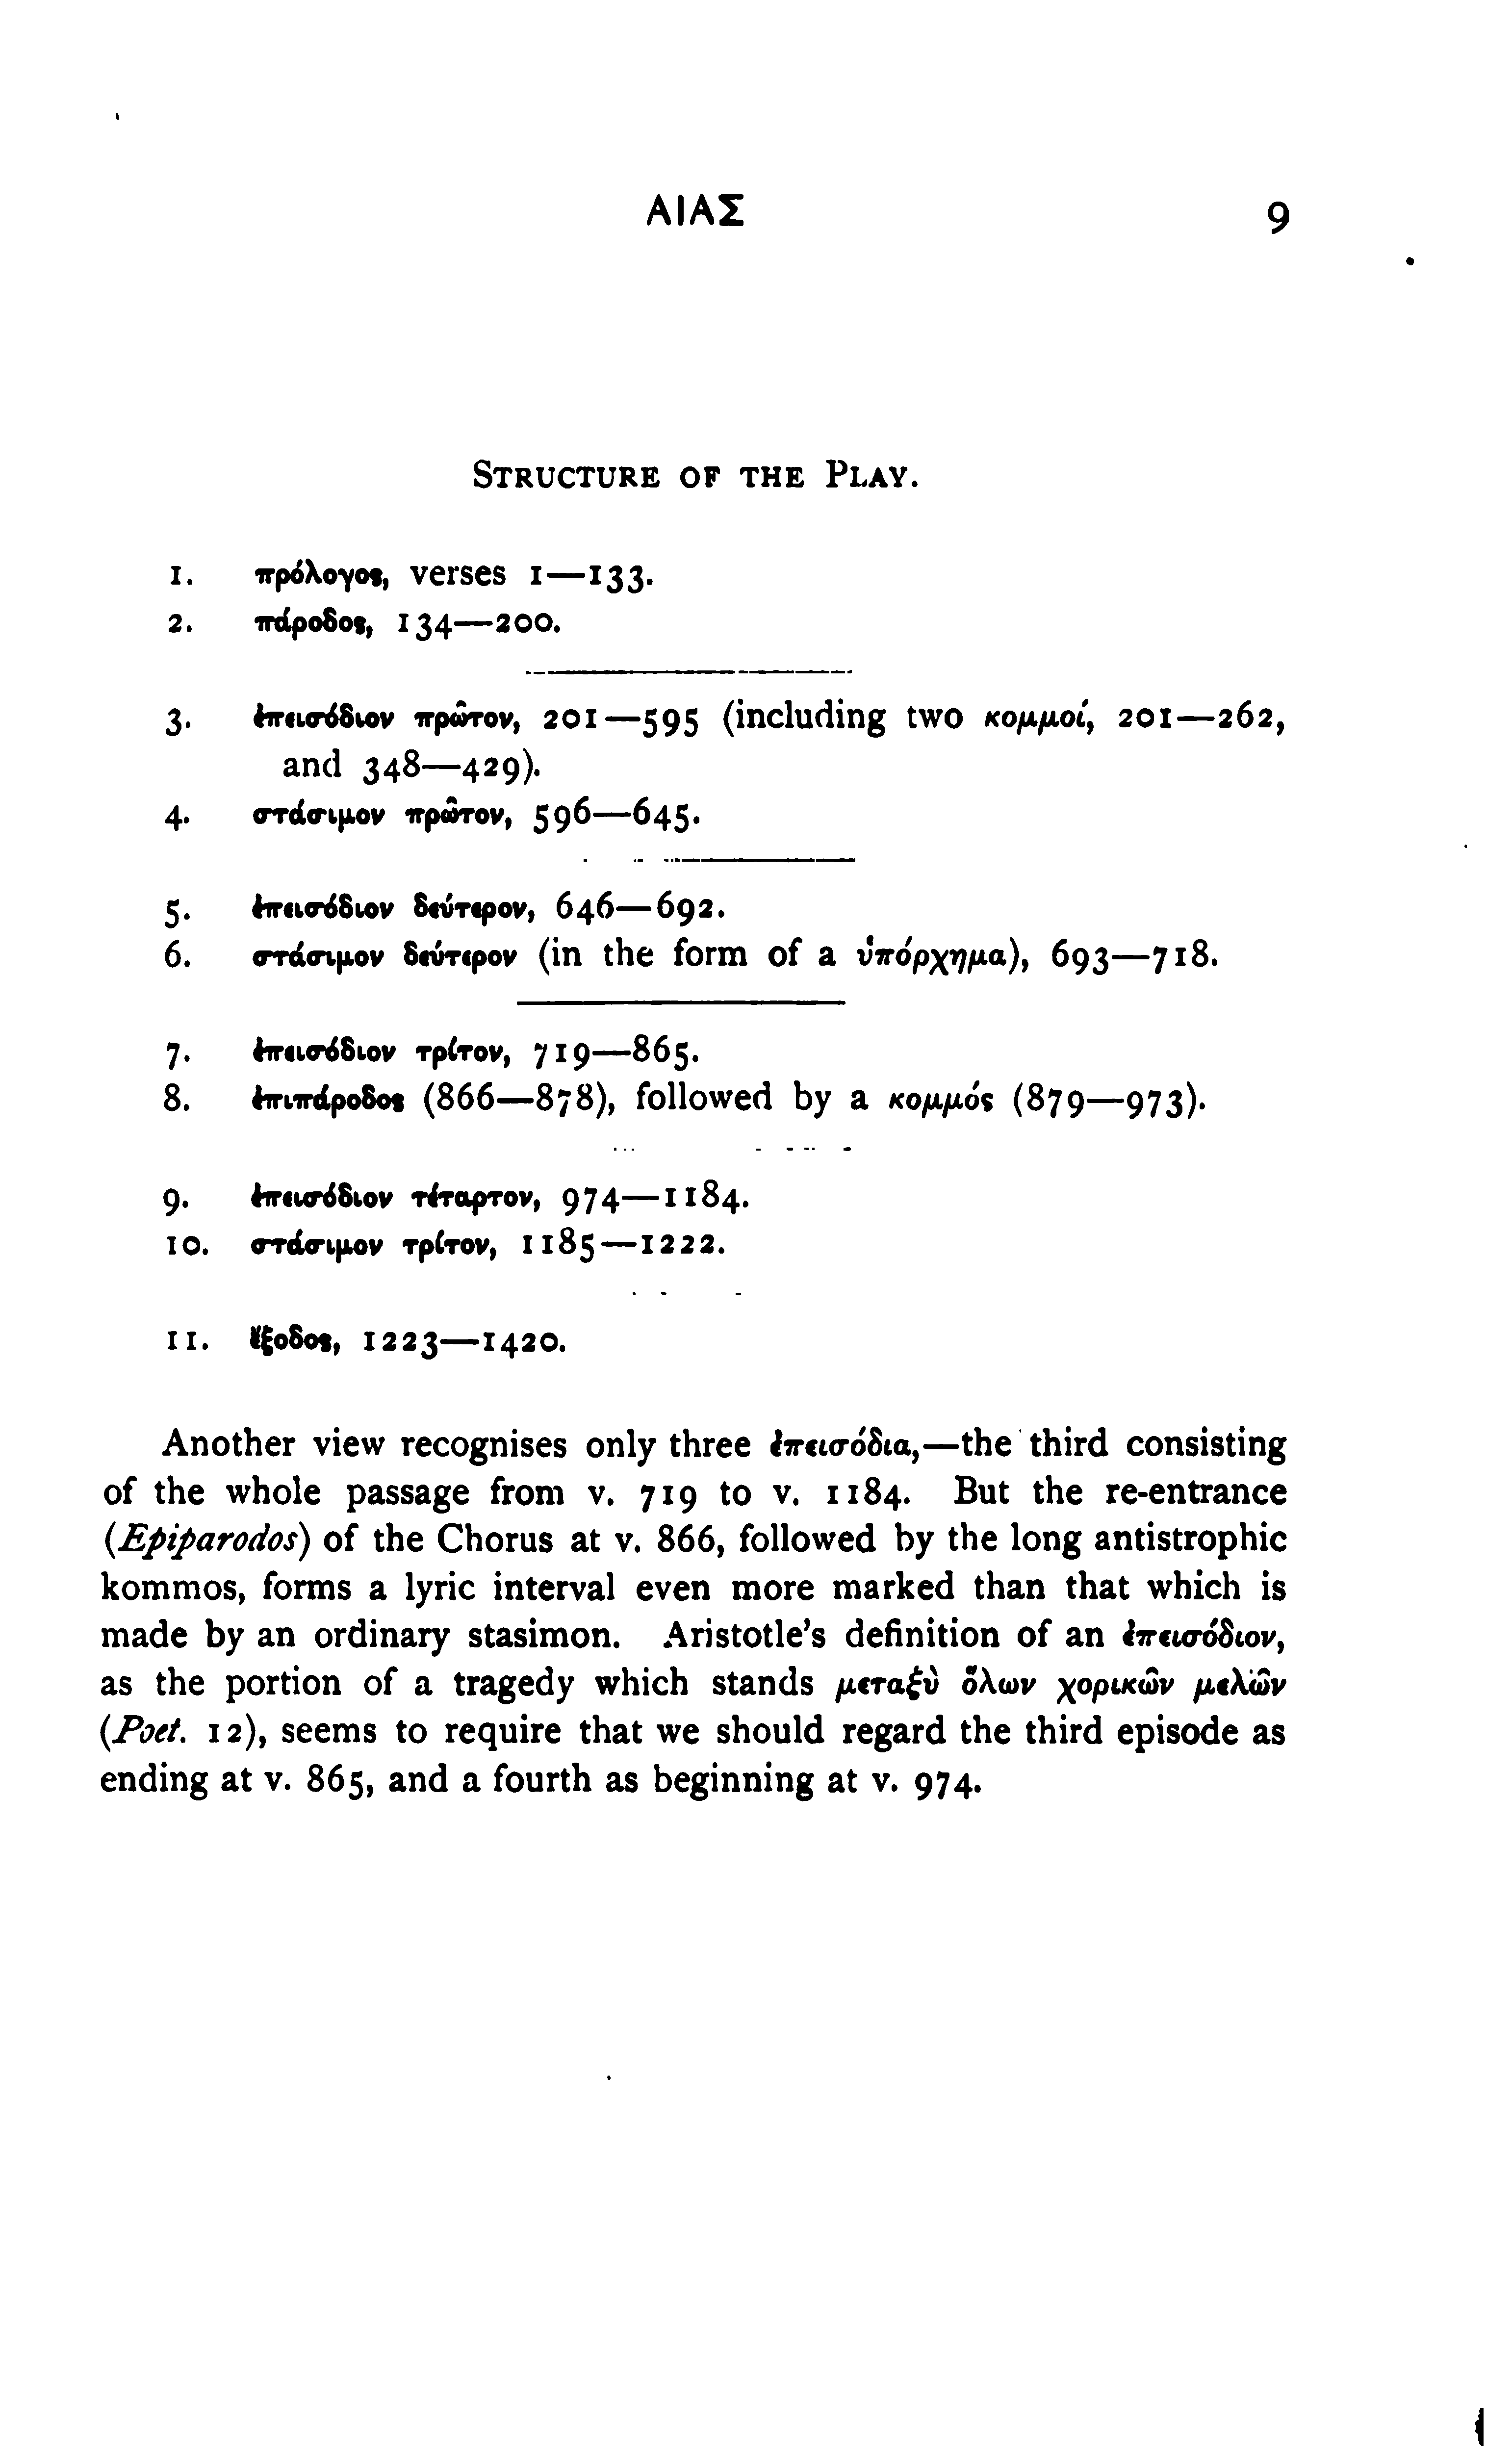 ΑΙΑΣ 9
STRUCTURE OF THE PLAY.
1. πρόλογος, verses 1—133.
2. πάροδος, 134—200.
3. ἐπεισόδιον πρῶτον, 201—595 (including two κομμοί, 201—262,
and 348—429).
4. στάσιμον πρῶτον, 596—645.
5. ἐπεισόδιον δεύτερον, 646—692.
6. στάσιμον δεύτερον (in the form of a ὑπόρχημα), 693—718.
7. ἐπεισόδιον τρίτον, 719—865.
8. ἐπιπάροδος (866—878), followed by a κομμός (879—973).
9. ἐπεισόδιον τέταρτον, 974—1184.
10. στάσιμον τρίτον, 1185—1222.
11. ἔξοδος, 1223—1420.
Another view recognises only three ἐπεισόδια,—the third consisting
of the whole passage from v. 719 to v. 1184. But the re-entrance
(Epiparodos) of the Chorus at v. 866, followed by the long antistrophic
kommos, forms a lyric interval even more marked than that which is
made by an ordinary stasimon. Aristotle's definition of an ἐπεισόδιον,
as the portion of a tragedy which stands μεταξὺ ὅλων χορικῶν μελῶν
(Poet. 12), seems to require that we should regard the third episode as
ending at v. 865, and a fourth as beginning at v. 974.